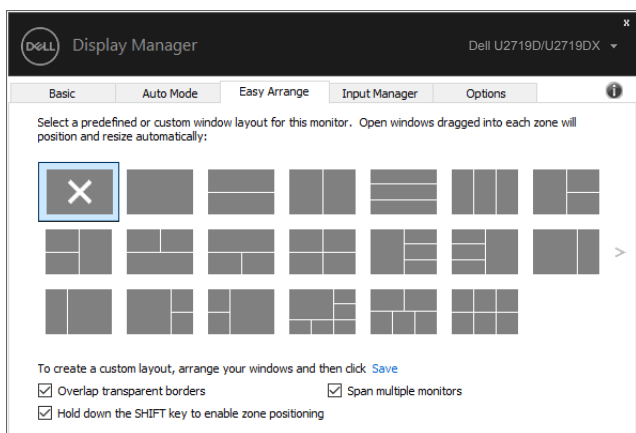 x
DELL Display Manager Dell U2719D/U2719DX
Basic Auto Mode Easy Arrange Input Manager Options
Select a predefined or custom window layout for this monitor. Open windows dragged into each zone will
position and resize automatically:
>
To create a custom layout, arrange your windows and then click Save
Overlap transparent borders Span multiple monitors
Hold down the SHIFT key to enable zone positioning